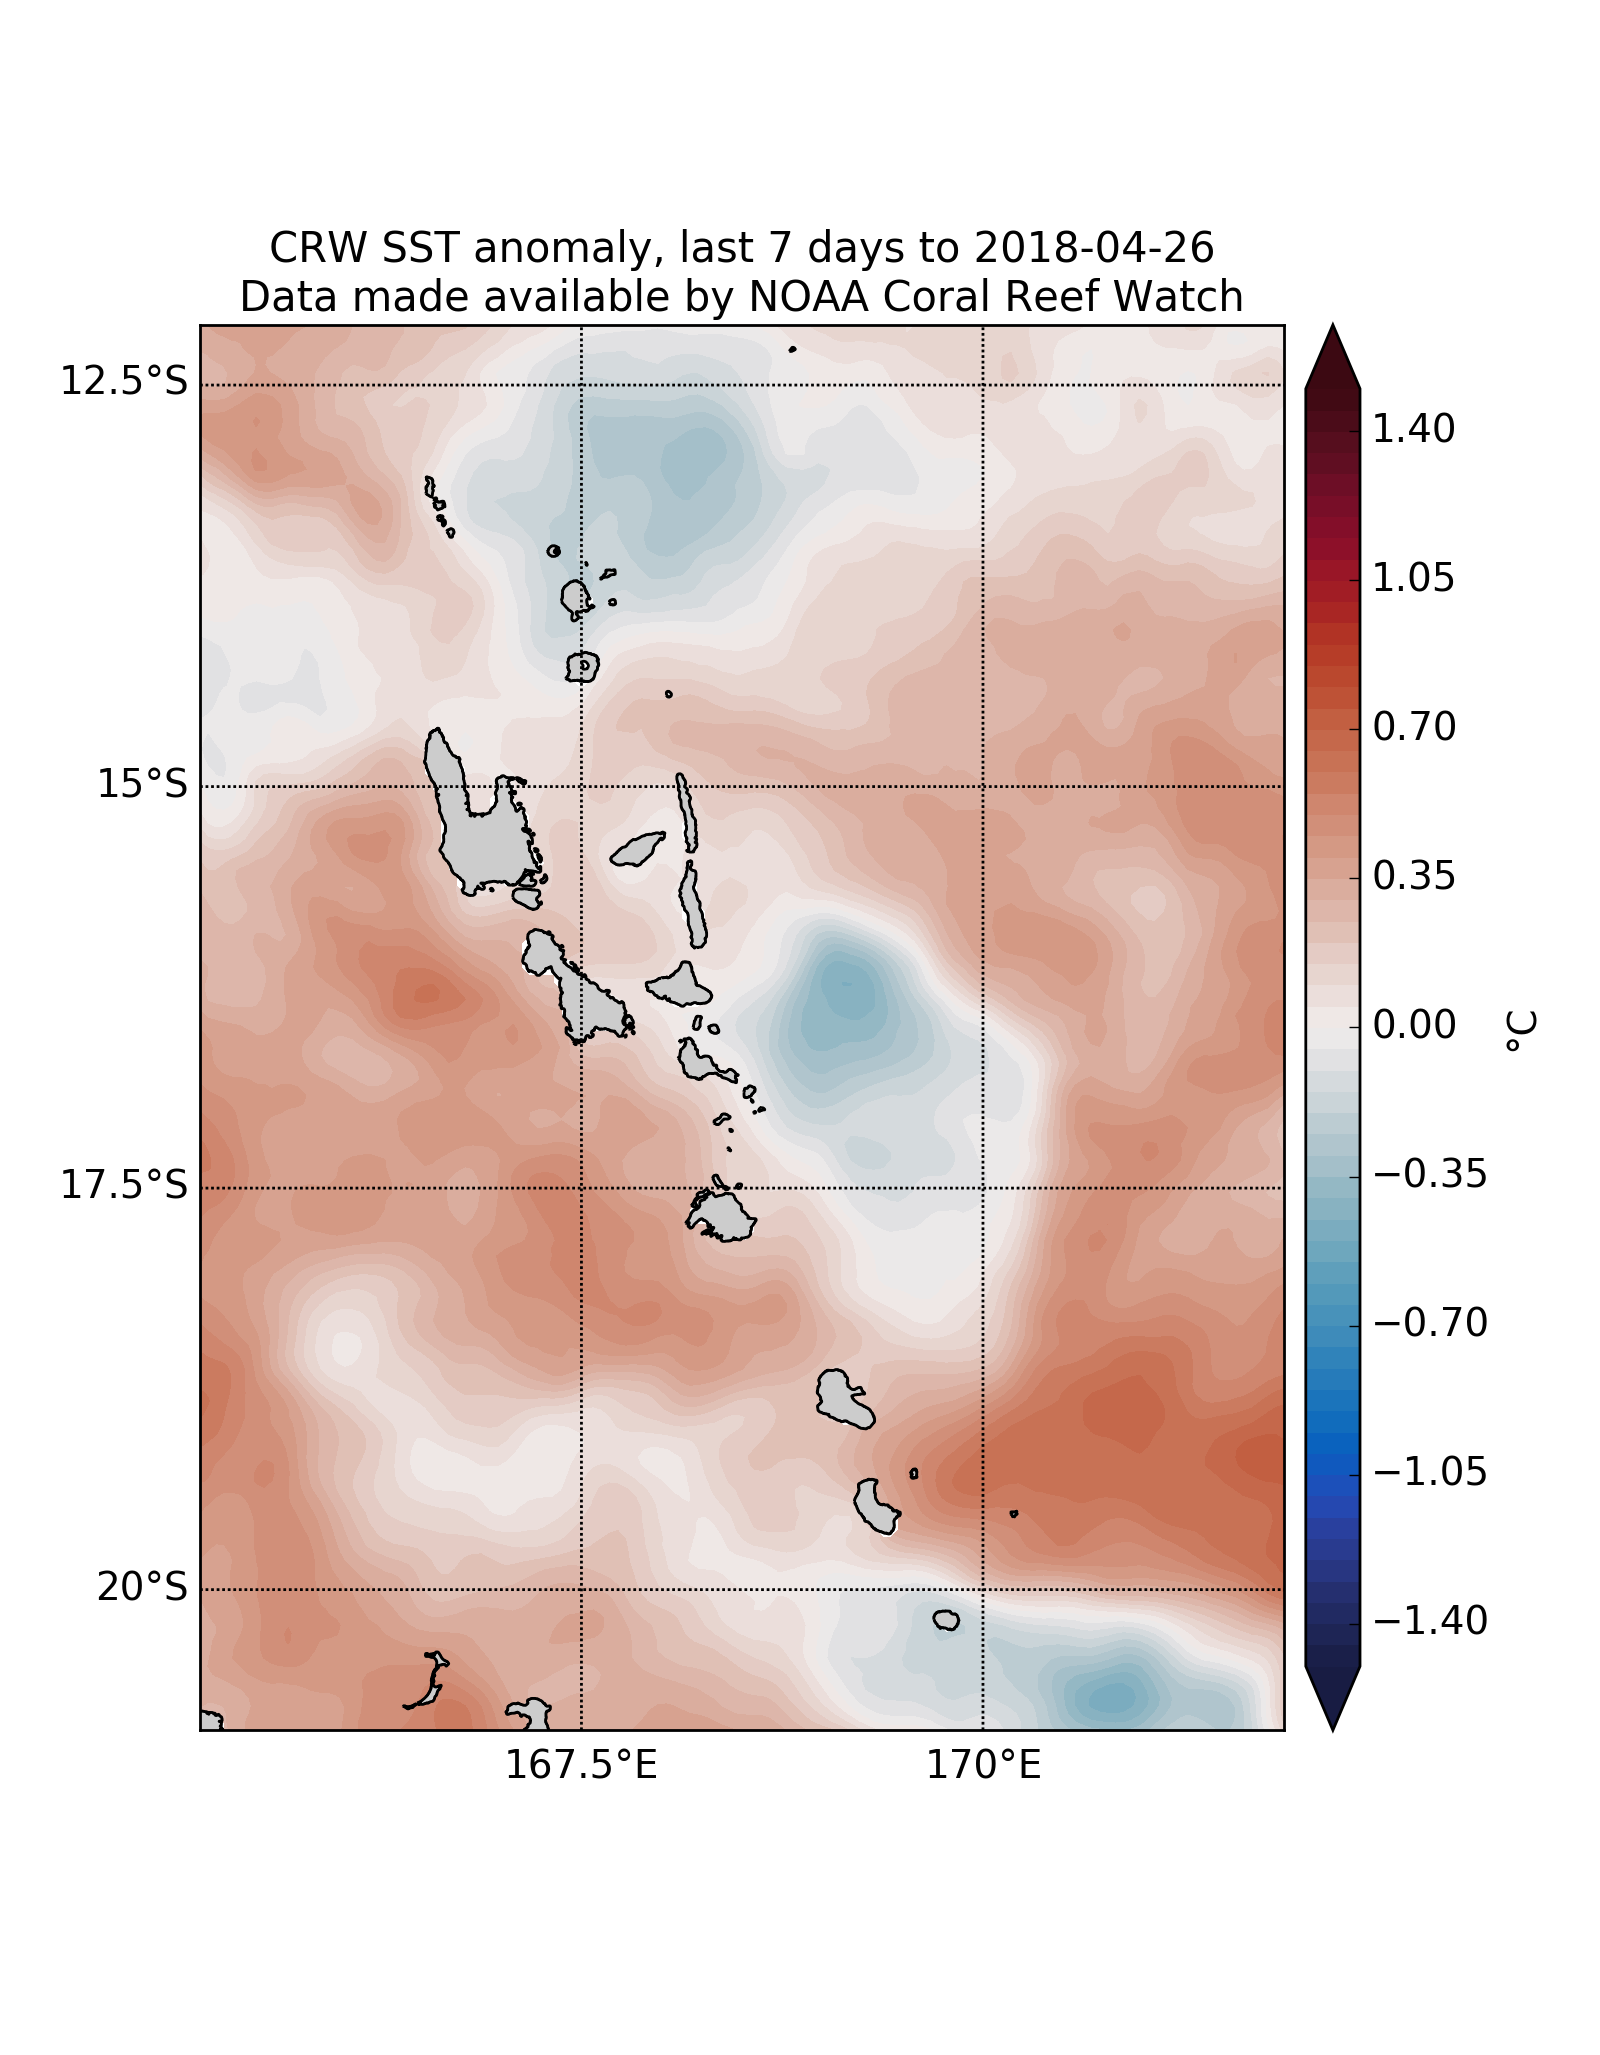 CRW SST anomaly, last 7 days to 2018-04-26
Data made available by NOAA Coral Reef Watch
12.5°S
15°S
17.5°S
20°S
167.5°E
170°E
1.40
1.05
0.70
0.35
0.00
−0.35
−0.70
−1.05
−1.40
°C